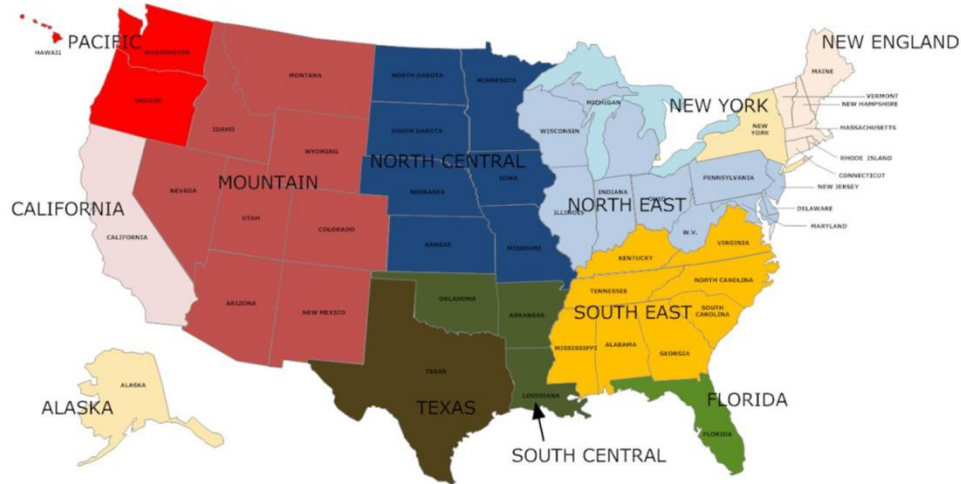 PACIFIC
HAWAII
WASHINGTON
OREGON
MONTANA
IDAHO
WYOMING
NORTH DAKOTA
MINNESOTA
SOUTH DAKOTA
NORTH CENTRAL
NEBRASKA
IOWA
KANSAS
MISSOURI
MOUNTAIN
NEVADA
UTAH
COLORADO
ARIZONA
NEW MEXICO
CALIFORNIA
CALIFORNIA
NEW ENGLAND
MAINE
VERMONT
NEW HAMPSHIRE
MASSACHUSETTS
RHODE ISLAND
CONNECTICUT
NEW YORK
NEW
YORK
MICHIGAN
WISCONSIN
ILLINOIS
INDIANA
NORTH EAST
PENNSYLVANIA
NEW JERSEY
DELAWARE
MARYLAND
W.V.
VIRGINIA
KENTUCKY
TENNESSEE
NORTH CAROLINA
SOUTH EAST
SOUTH
CAROLINA
MISSISSIPPI
ALABAMA
GEORGIA
OKLAHOMA
ARKANSAS
LOUISIANA
SOUTH CENTRAL
TEXAS
TEXAS
FLORIDA
FLORIDA
ALASKA
ALASKA